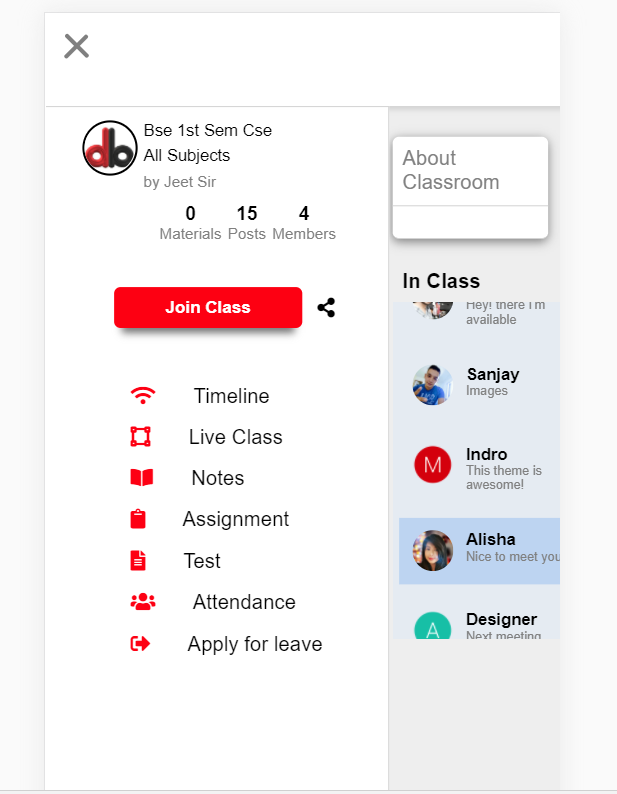 Bse 1st Sem Cse
All Subjects
by Jeet Sir
0 15 4
Materials Posts Members
Join Class
Timeline
Live Class
Notes
Assignment
Test
Attendance
Apply for leave
About
Classroom
In Class
Hey! there I'm
available
Sanjay
Images
M
Indro
This theme is
awesome!
Alisha
Nice to meet you
A
Designer
Next meeting